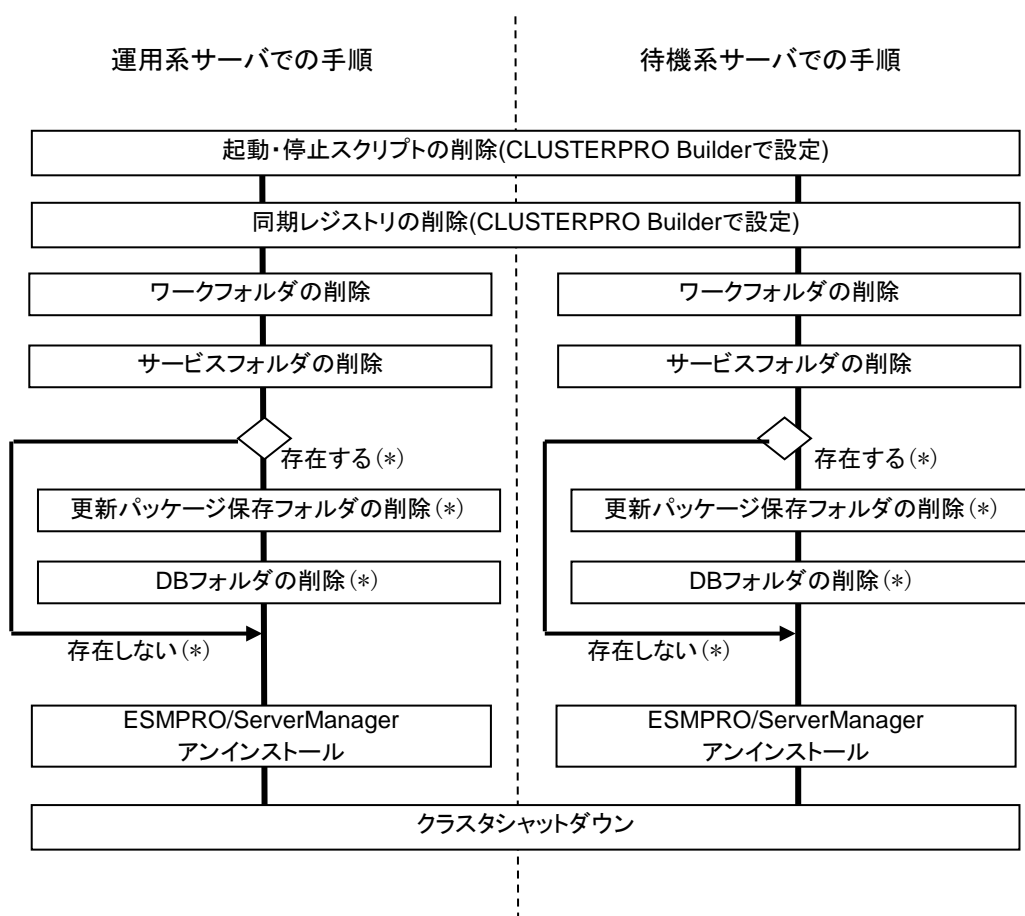 運用系サーバでの手順
待機系サーバでの手順
起動・停止スクリプトの削除(CLUSTERPRO Builderで設定)
同期レジストリの削除(CLUSTERPRO Builderで設定)
ワークフォルダの削除
ワークフォルダの削除
サービスフォルダの削除
サービスフォルダの削除
存在する(*)
存在する(*)
更新パッケージ保存フォルダの削除(*)
更新パッケージ保存フォルダの削除(*)
DBフォルダの削除(*)
DBフォルダの削除(*)
存在しない(*)
存在しない(*)
ESMPRO/ServerManager
アンインストール
ESMPRO/ServerManager
アンインストール
クラスタシャットダウン